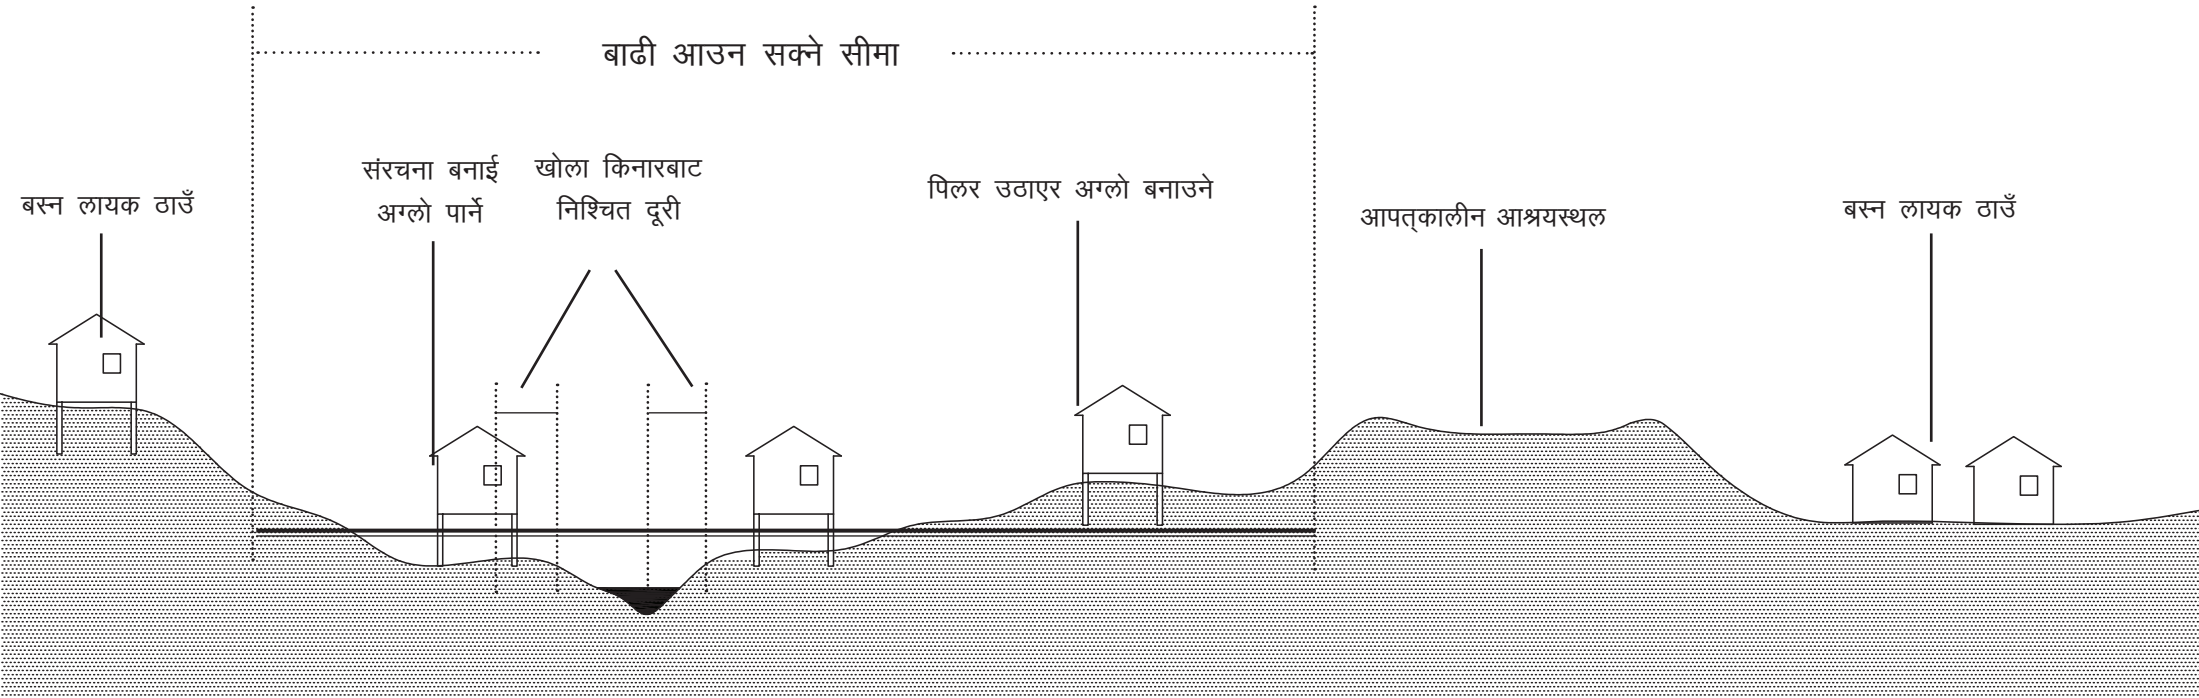 बाढी आउन सक्ने सीमा
बस्न लायक ठाउँ
संरचना बनाई
अग्लो पार्ने
खोला किनारबाट
निश्चित दूरी
पिलर उठाएर अग्लो बनाउने
आपत्‌कालीन आश्रयस्थल
बस्न लायक ठाउँ